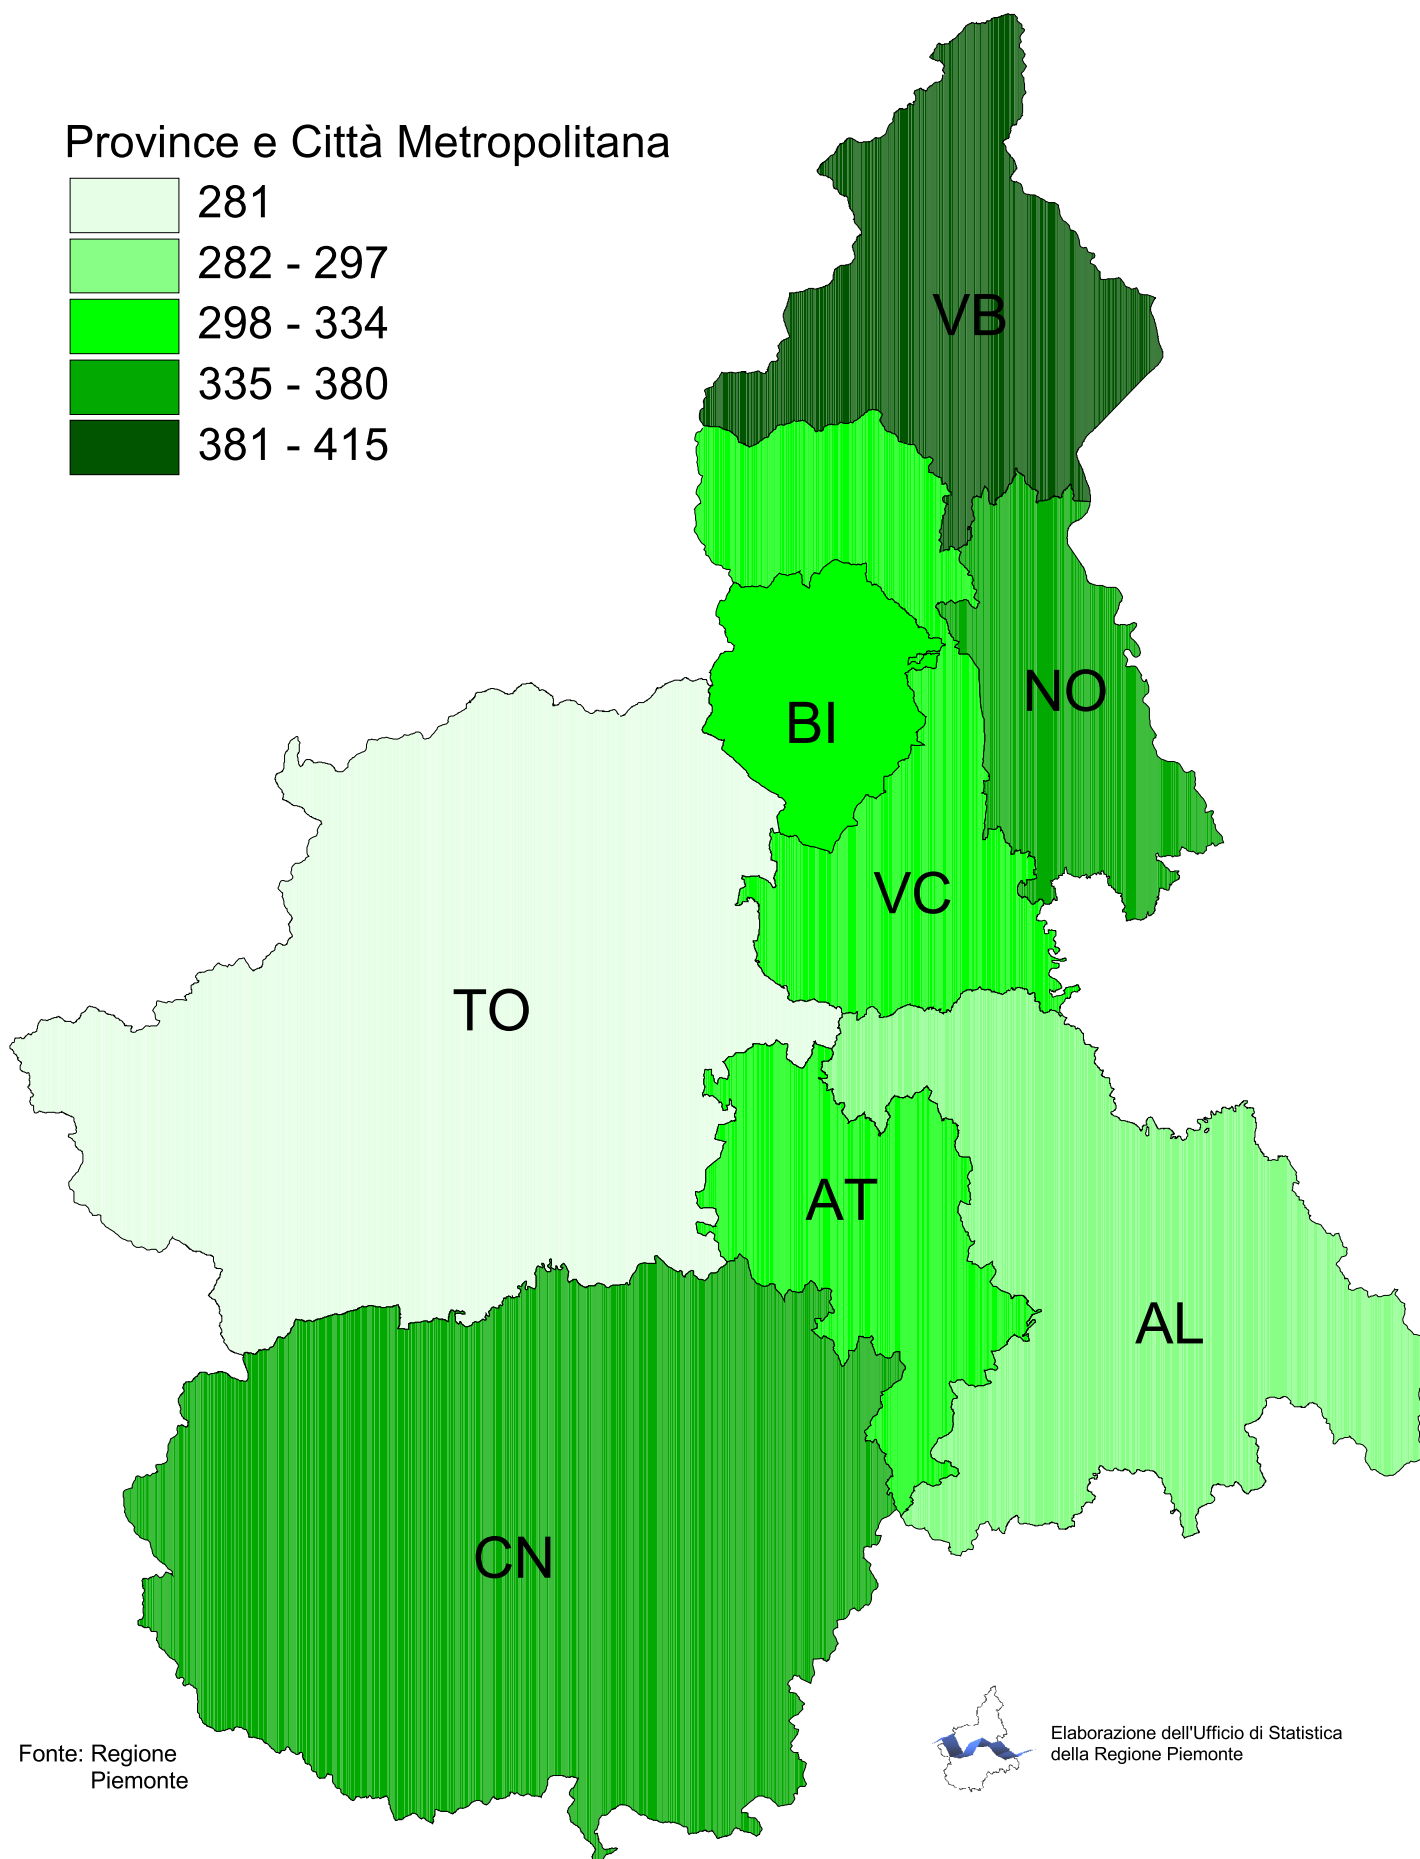 Province e Città Metropolitana
281
282 - 297
298 - 334
335 - 380
381 - 415
VB
NO
BI
VC
TO
AT
AL
CN
Fonte: Regione
Piemonte
Elaborazione dell'Ufficio di Statistica
della Regione Piemonte